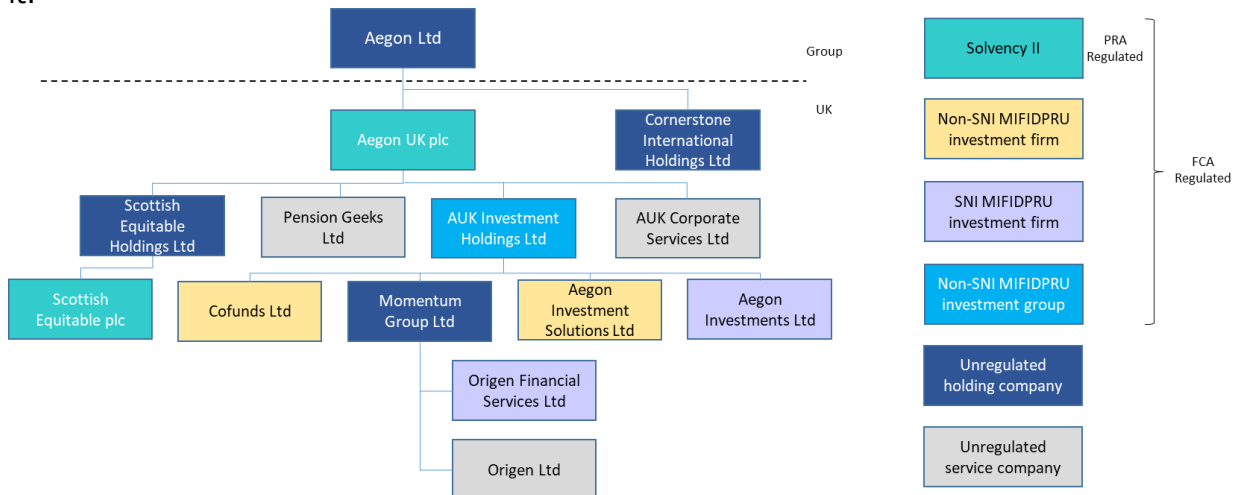 Aegon Ltd
Group
UK
Aegon UK plc
Cornerstone
International
Holdings Ltd
Scottish
Equitable
Holdings Ltd
Pension Geeks
Ltd
AUK Investment
Holdings Ltd
AUK Corporate
Services Ltd
Scottish
Equitable plc
Cofunds Ltd
Momentum
Group Ltd
Aegon
Investment
Solutions Ltd
Aegon
Investments Ltd
Origen Financial
Services Ltd
Origen Ltd
Solvency II
PRA
Regulated
Non-SNI MIFIDPRU
investment firm
SNI MIFIDPRU
investment firm
Non-SNI MIFIDPRU
investment group
FCA
Regulated
Unregulated
holding company
Unregulated
service company